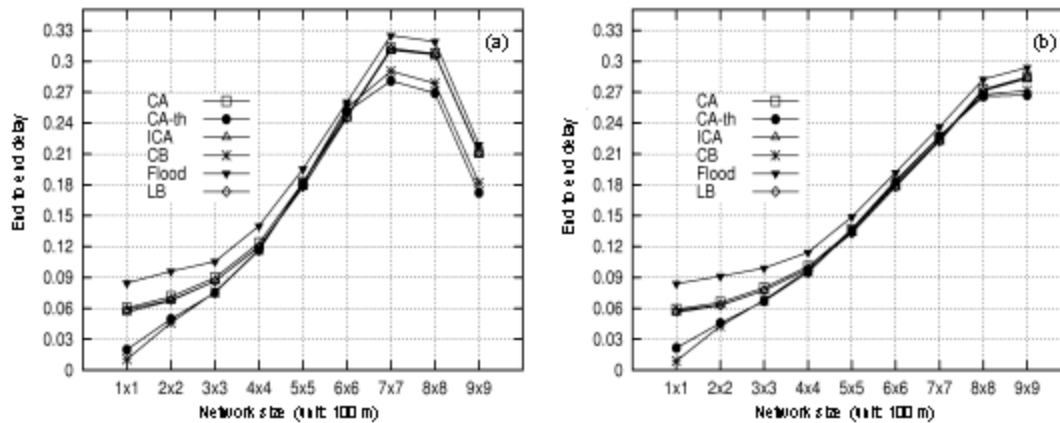 0.33
0.3
0.27
0.24
0.21
0.18
0.15
0.12
0.09
0.06
0.03
0
(a)
CA
CA-th
ICA
CB
Flood
LB
End to end delay
1x1 2x2 3x3 4x4 5x5 6x6 7x7 8x8 9x9
Network size (unit: 100 m)
0.33
0.3
0.27
0.24
0.21
0.18
0.15
0.12
0.09
0.06
0.03
0
(b)
CA
CA-th
ICA
CB
Flood
LB
End to end delay
1x1 2x2 3x3 4x4 5x5 6x6 7x7 8x8 9x9
Network size (unit: 100 m)